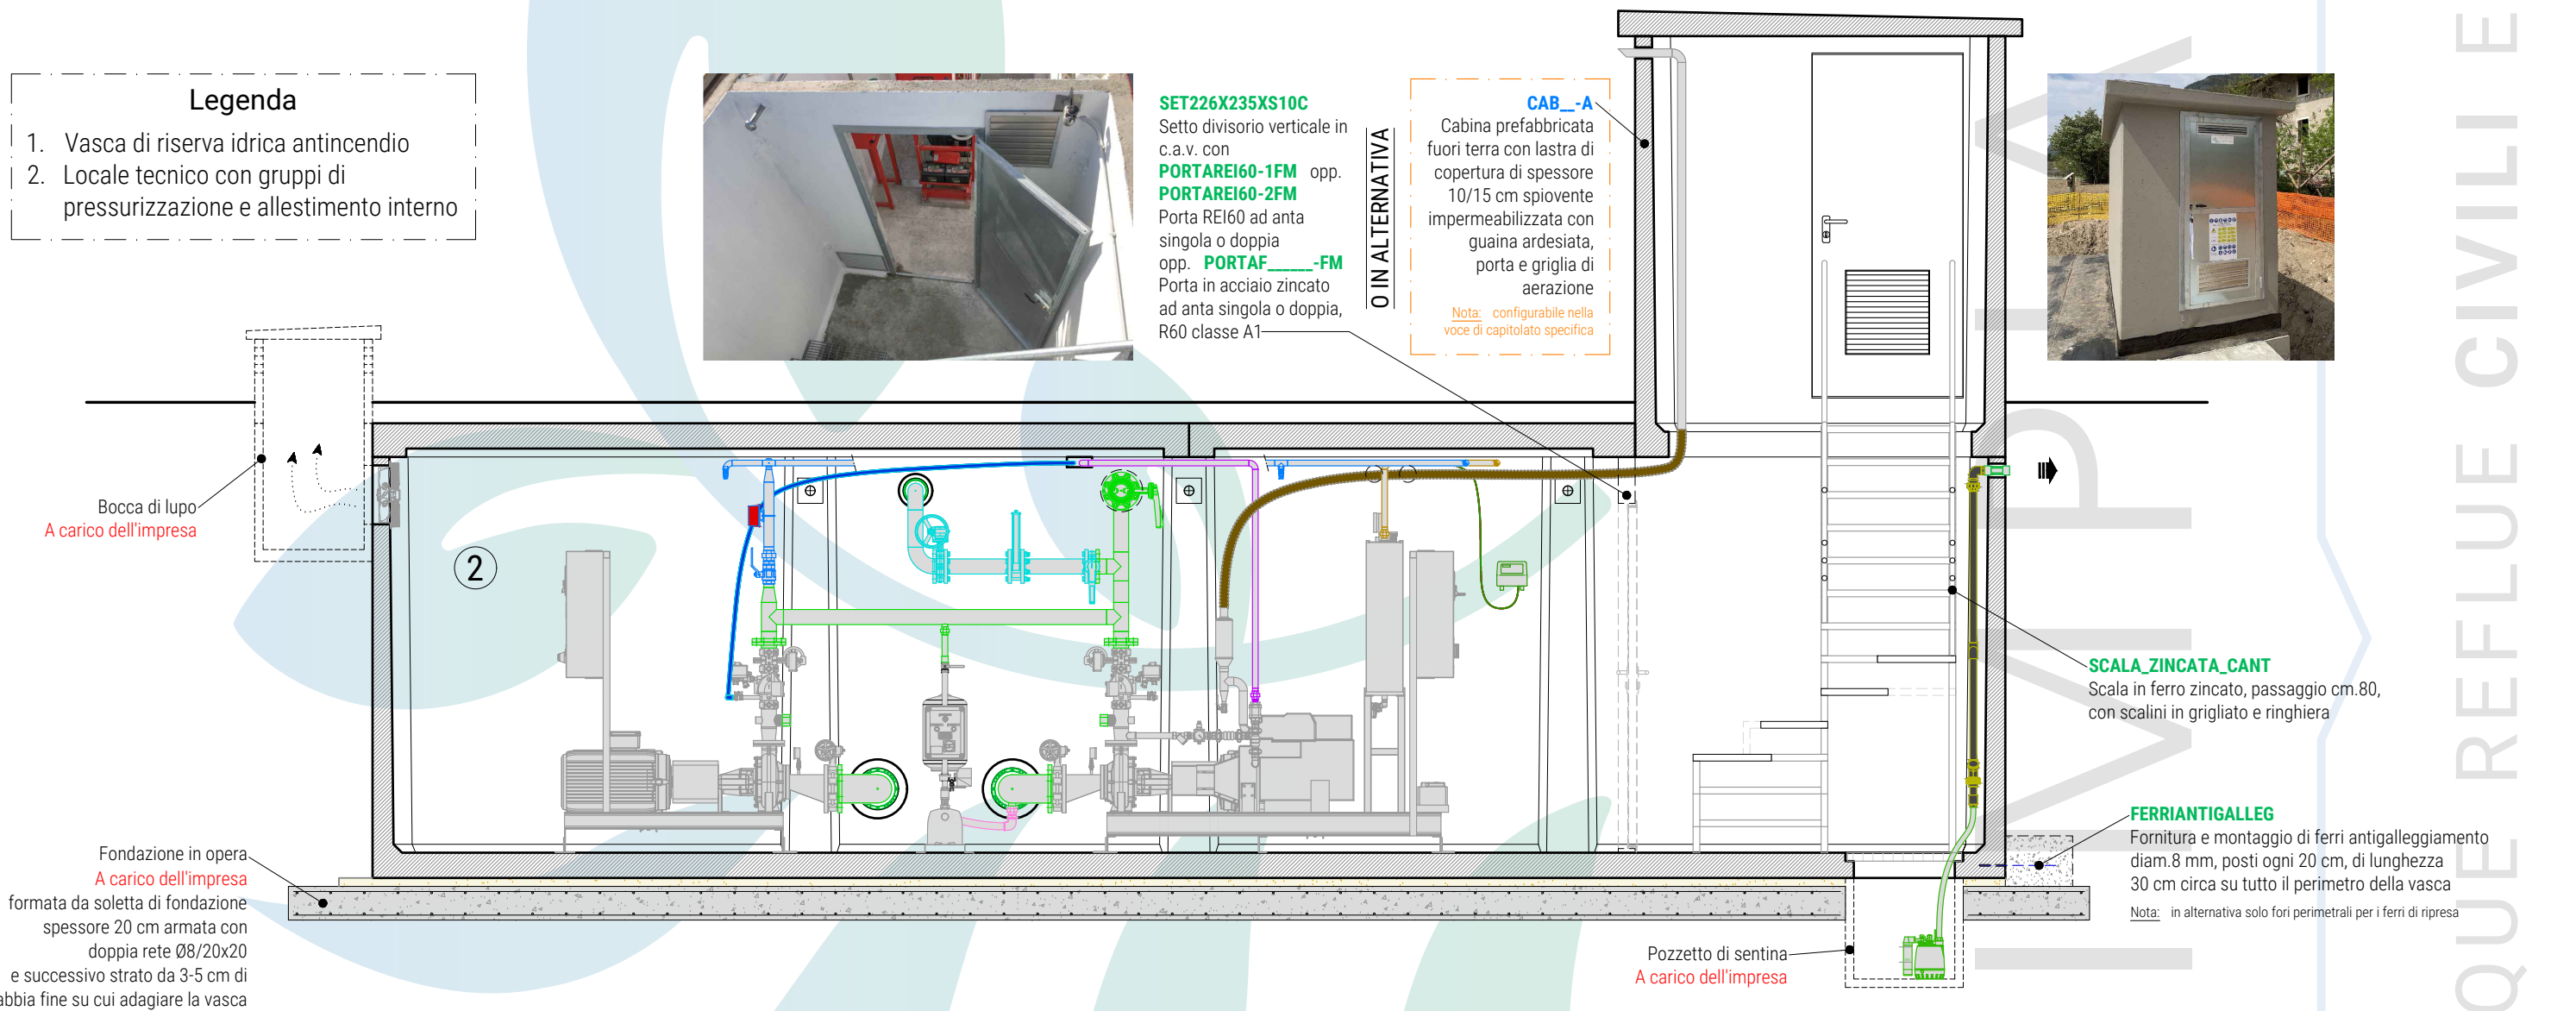 Legenda
1. Vasca di riserva idrica antincendio
2. Locale tecnico con gruppi di
pressurizzazione e allestimento interno
SET226X235XS10C
Setto divisorio verticale in
c.a.v. con
PORTAREI60-1FM opp.
PORTAREI60-2FM
Porta REI60 ad anta
singola o doppia
opp. PORTAF______-FM
Porta in acciaio zincato
ad anta singola o doppia,
R60 classe A1
O IN ALTERNATIVA
CAB__-A
Cabina prefabbricata
fuori terra con lastra di
copertura di spessore
10/15 cm spiovente
impermeabilizzata con
guaina ardesiata,
porta e griglia di
aerazione
Nota: configurabile nella
voce di capitolato specifica
Bocca di lupo
A carico dell'impresa
2
SCALA_ZINCATA_CANT
Scala in ferro zincato, passaggio cm.80,
con scalini in grigliato e ringhiera
FERRIANTIGALLEG
Fornitura e montaggio di ferri antigalleggiamento
diam.8 mm, posti ogni 20 cm, di lunghezza
30 cm circa su tutto il perimetro della vasca
Nota: in alternativa solo fori perimetrali per i ferri di ripresa
Fondazione in opera
A carico dell'impresa
formata da soletta di fondazione
spessore 20 cm armata con
doppia rete Ø8/20x20
e successivo strato da 3-5 cm di
abbia fine su cui adagiare la vasca
Pozzetto di sentina
A carico dell'impresa
IMPIA
QUE REFLUE CIVILI E